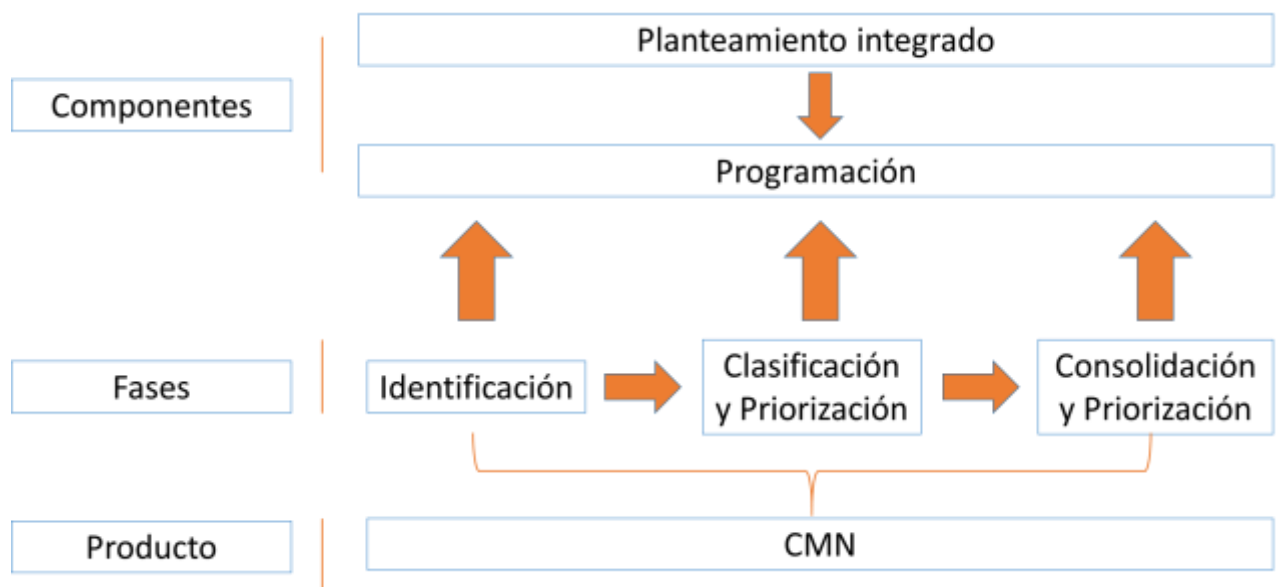 Planteamiento integrado
Componentes
Programación
Fases
Identificación
Clasificación
y Priorización
Consolidación
y Priorización
Producto
CMN